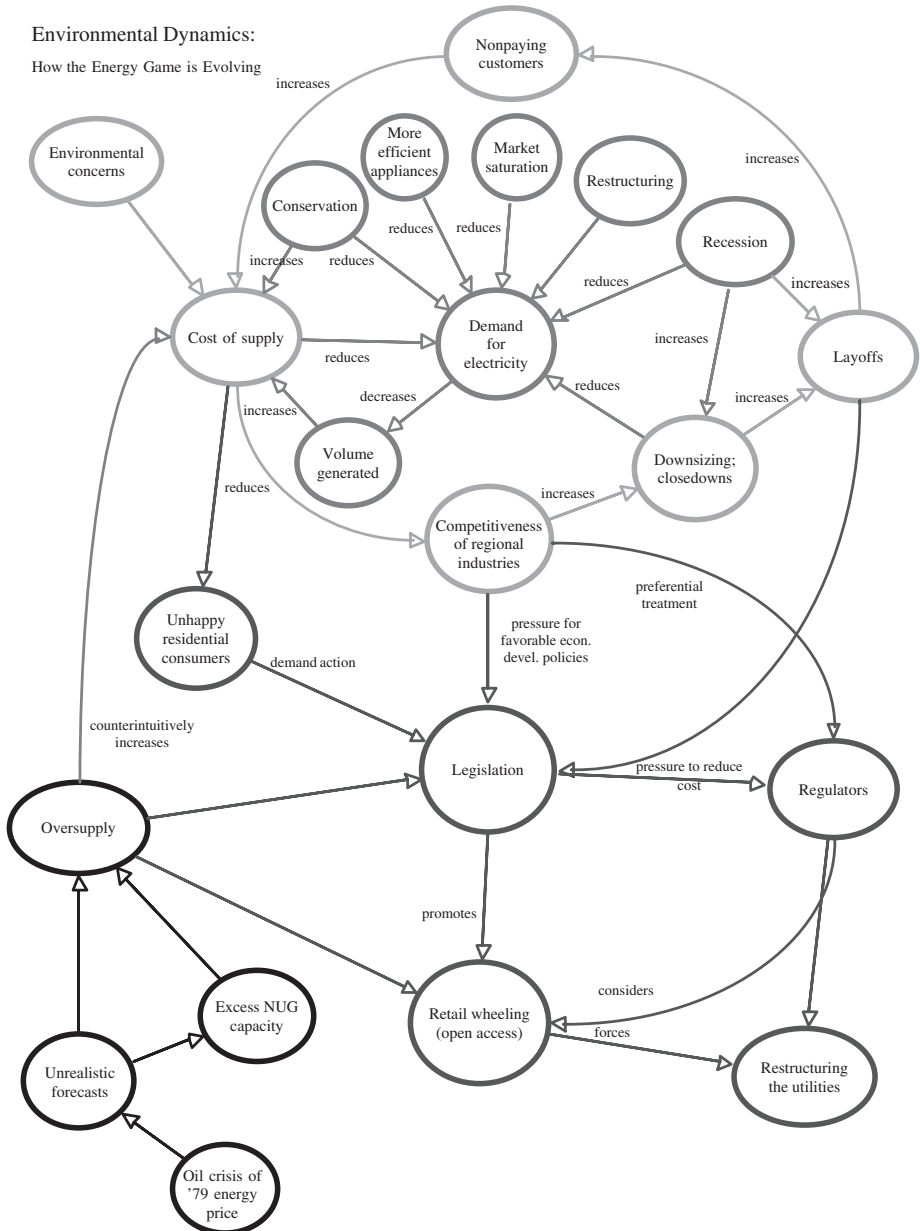 Environmental Dynamics:
How the Energy Game is Evolving
Nonpaying
customers
increases
increases
Environmental
concerns
More
efficient
appliances
Market
saturation
Restructuring
Conservation
Recession
reduces
reduces
increases
reduces
reduces
increases
Cost of supply
reduces
Demand
for
electricity
increases
Layoffs
decreases
increases
reduces
increases
Volume
generated
Downsizing;
closedowns
reduces
increases
Competitiveness
of regional
industries
preferential
treatment
Unhappy
residential
consumers
pressure for
favorable econ.
devel. policies
demand action
counterintuitively
increases
Legislation
pressure to reduce
cost
Regulators
Oversupply
promotes
Excess NUG
capacity
Retail wheeling
(open access)
considers
forces
Unrealistic
forecasts
Restructuring
the utilities
Oil crisis of
’79 energy
price